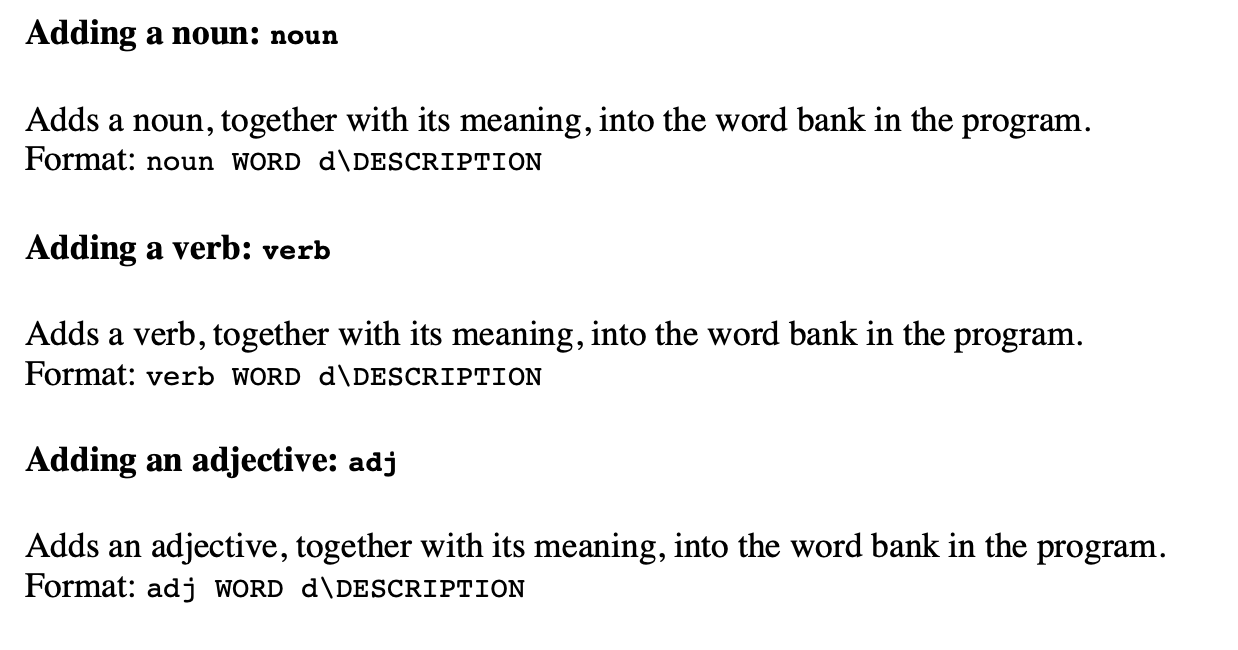 Adding a noun: noun
Adds a noun, together with its meaning, into the word bank in the program.
Format: noun WORD d\DESCRIPTION
Adding a verb: verb
Adds a verb, together with its meaning, into the word bank in the program.
Format: verb WORD d\DESCRIPTION
Adding an adjective: adj
Adds an adjective, together with its meaning, into the word bank in the program.
Format: adj WORD d\DESCRIPTION